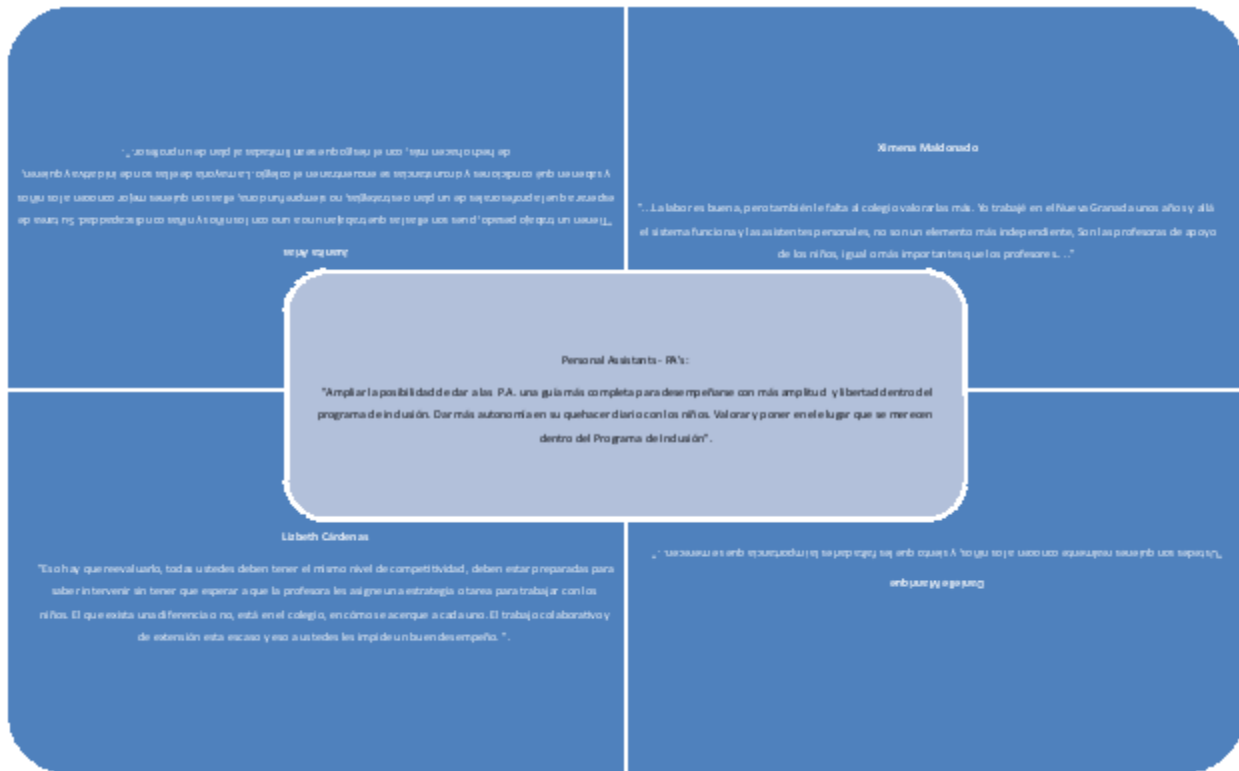 Juanita Arias
"Tienen un trabajo pesado, pues son ellas las que trabajan uno a uno con los niños y niñas con discapacidad. Su tarea de
esperar a que la profesora les de un plan o estrategias, no siempre funciona, ellas son quienes mejor conocen a los niños
y saben en que condiciones y circunstancias se encuentran en el colegio. La mayoría de ellas son de iniciativa y quieren,
de hecho hacen más, con el riesgo que sean limitadas al plan de un profesor.".
Ximena Maldonado
"...La labor es buena, pero también le falta al colegio valorarlas más. Yo trabajé en el Nueva Granada unos años y allá
el sistema funciona y las asistentes personales, no son un elemento más independiente, Son las profesoras de apoyo
de los niños, igual o más importantes que los profesores. .."
Personal Assistants - PA's:
"Ampliar la posibilidad de dar a las P.A. una guía más completa para desempeñarse con más amplitud y libertad dentro del
programa de inclusión. Dar más autonomía en su quehacer diario con los niños. Valorar y poner en ele lugar que se merecen
dentro del Programa de Inclusión".
Lizbeth Cárdenas
"Eso hay que reevaluarlo, todas ustedes deben tener el mismo nivel de competitividad, deben estar preparadas para
saber intervenir sin tener que esperar a que la profesora les asigne una estrategia o tarea para trabajar con los
niños. El que exista una diferencia o no, está en el colegio, en cómo se acerque a cada uno. El trabajo colaborativo y
de extensión esta escaso y eso a ustedes les impide un buen desempeño. ".
Danielle Manrique
"Ustedes son quienes realmente conocen a los niños, y siento que les falta darles la importancia que se merecen. .".